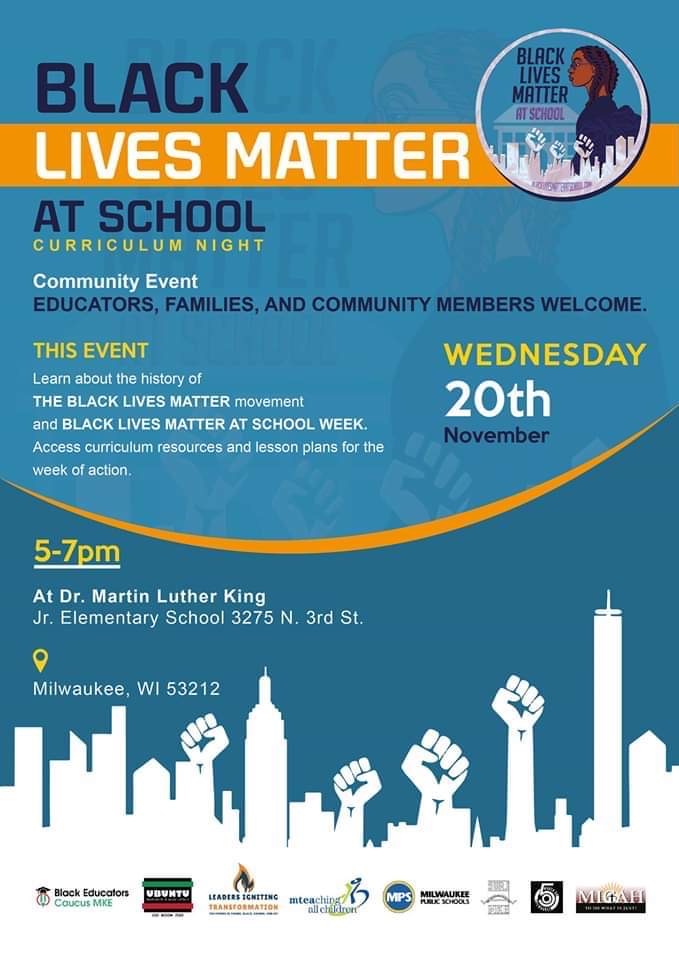 BLACK
LIVES MATTER
AT SCHOOL
CURRICULUM NIGHT
BLACK
LIVES
MATTER
AT SCHOOL
Community Event
EDUCATORS, FAMILIES, AND COMMUNITY MEMBERS WELCOME.
THIS EVENT
Learn about the history of
THE BLACK LIVES MATTER movement
and BLACK LIVES MATTER AT SCHOOL WEEK.
Access curriculum resources and lesson plans for the
week of action.
WEDNESDAY
20th
November
5-7pm
At Dr. Martin Luther King
Jr. Elementary School 3275 N. 3rd St.
Milwaukee, WI 53212
Black Educators
Caucus MKE
UBUNTU
LEADERS IGNITING
TRANSFORMATION
mteaching
all children
MPS
MILWAUKEE
PUBLIC SCHOOLS
5
MICAH